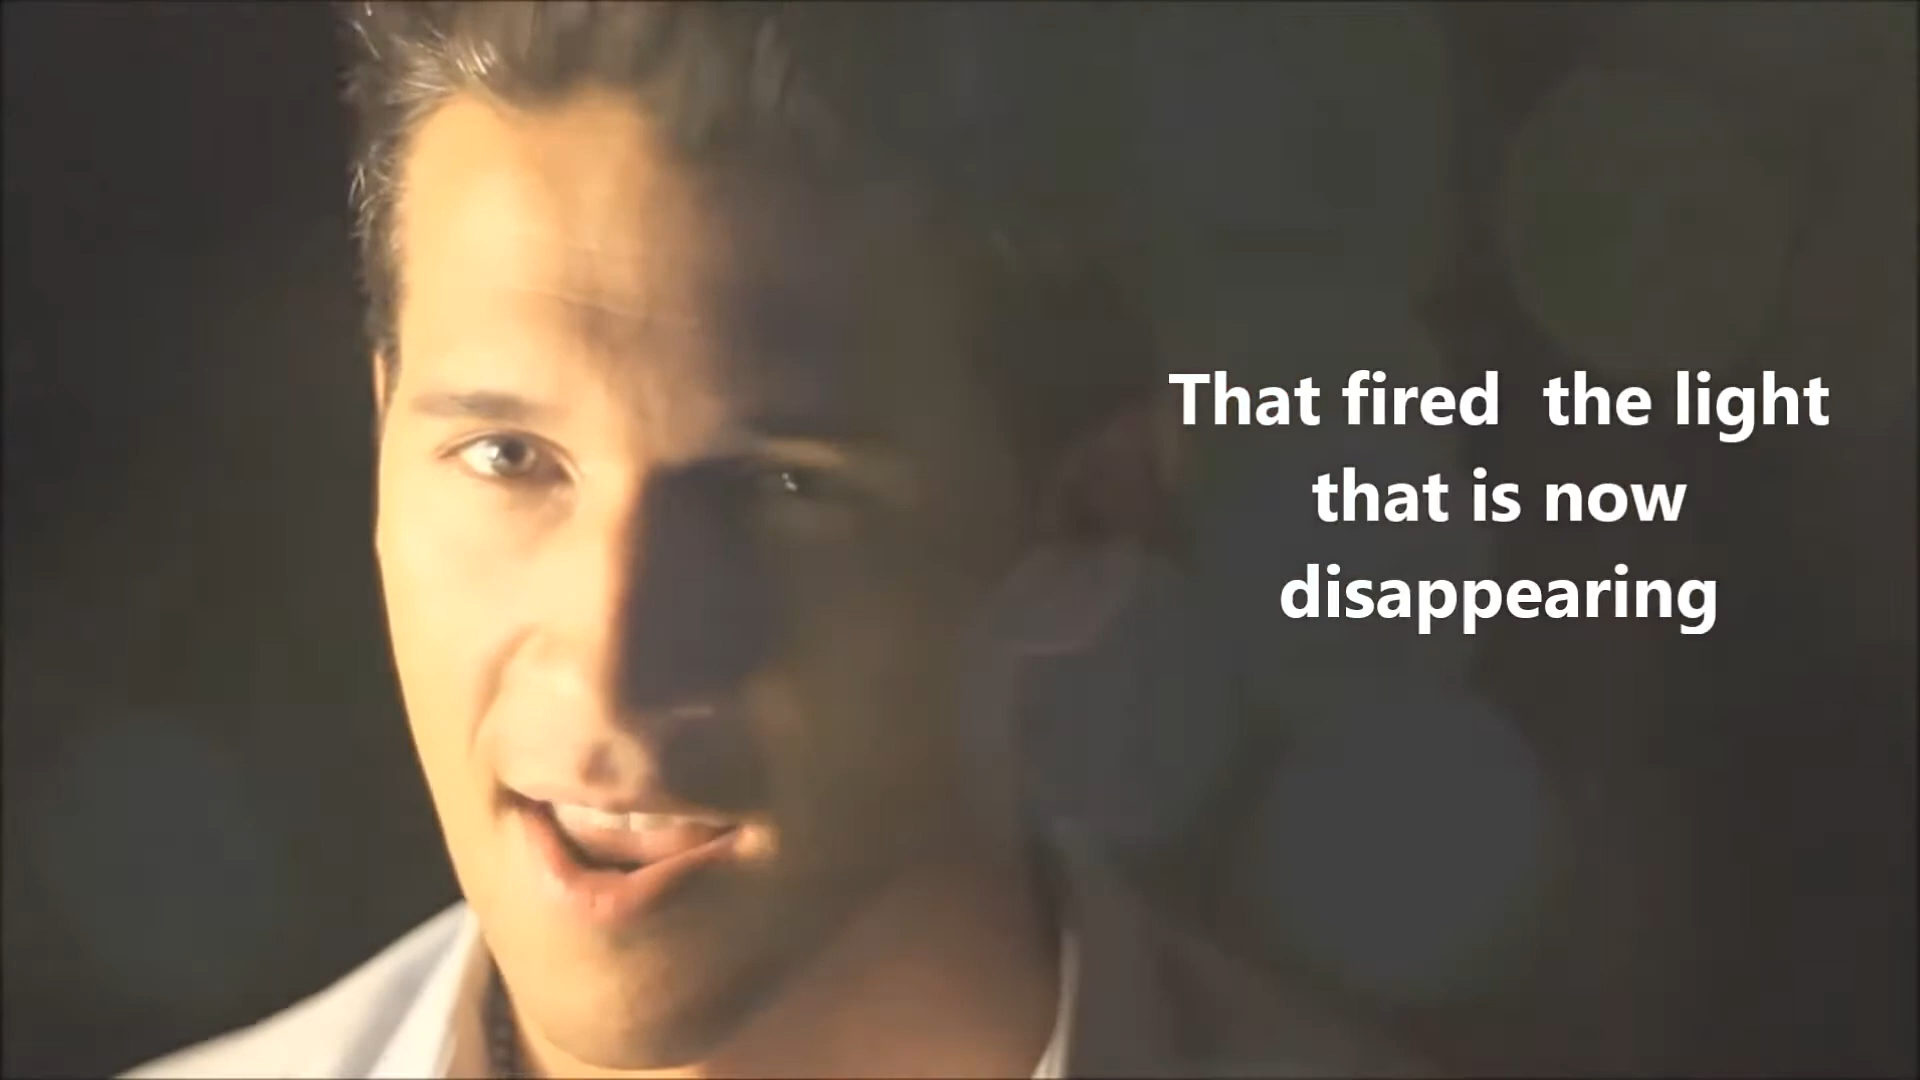 That fired  the light
that is now
disappearing